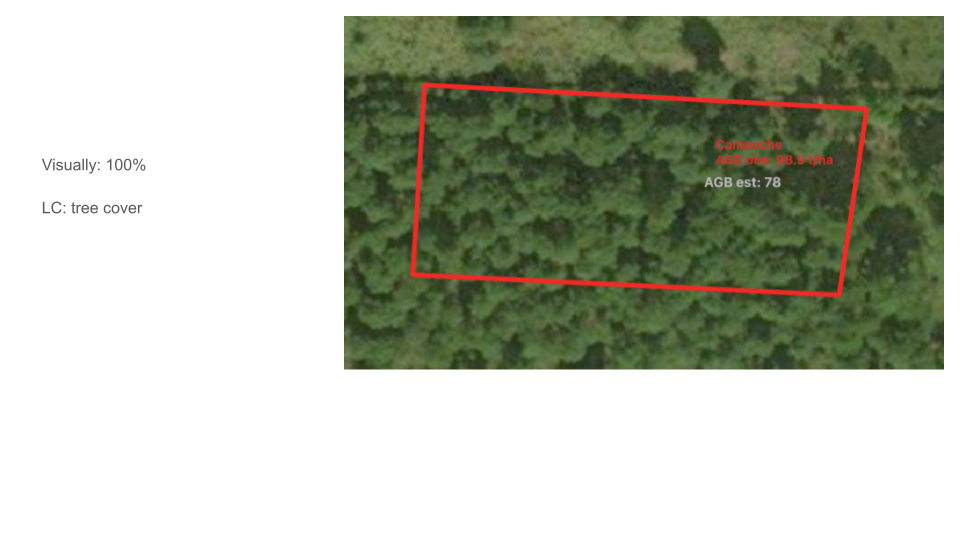 Visually: 100%
LC: tree cover
Campeche
AGB obs: 98.9 t/ha
AGB est: 78